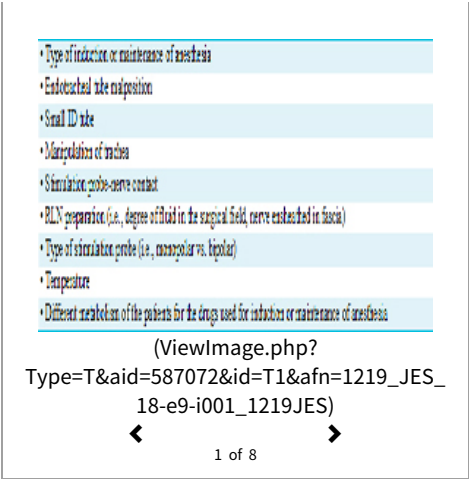 • Type of induction or maintenance of anesthesia
• Endotracheal tube malposition
• Small ID tube
• Manipulation of trachea
• Stimulation probe-nerve contact
• RLN preparation (i.e., degree of fluid in the surgical field, nerve ensheathed in fascia)
• Type of stimulation probe (i.e., monopolar vs. bipolar)
• Temperature
• Different metabolism of the patients for the drugs used for induction or maintenance of anesthesia
(ViewImage.php?
Type=T&aid=587072&id=T1&afn=1219_JES_
18-e9-i001_1219JES)
1 of 8